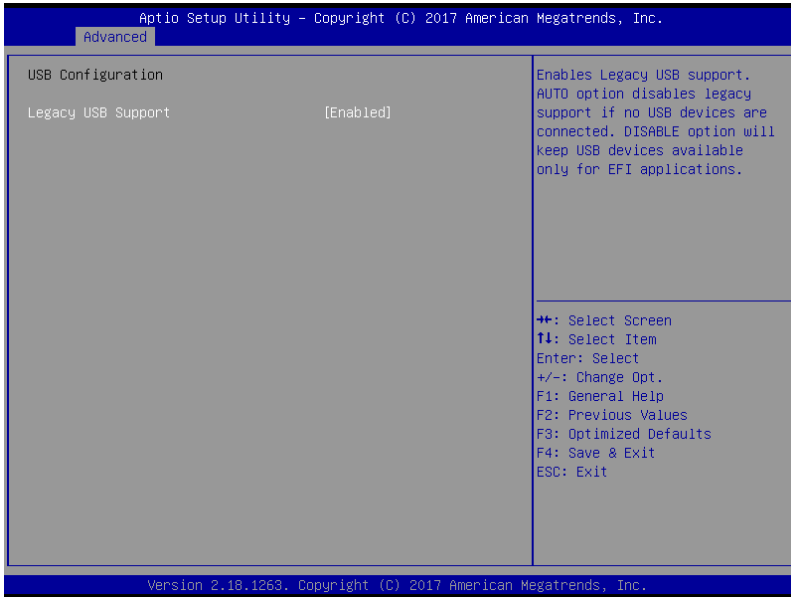 Aptio Setup Utility – Copyright (C) 2017 American Megatrends, Inc.
Advanced
USB Configuration
Legacy USB Support [Enabled]
Enables Legacy USB support.
AUTO option disables legacy
support if no USB devices are
connected. DISABLE option will
keep USB devices available
only for EFI applications.
→←: Select Screen
↑↓: Select Item
Enter: Select
+/-: Change Opt.
F1: General Help
F2: Previous Values
F3: Optimized Defaults
F4: Save & Exit
ESC: Exit
Version 2.18.1263. Copyright (C) 2017 American Megatrends, Inc.